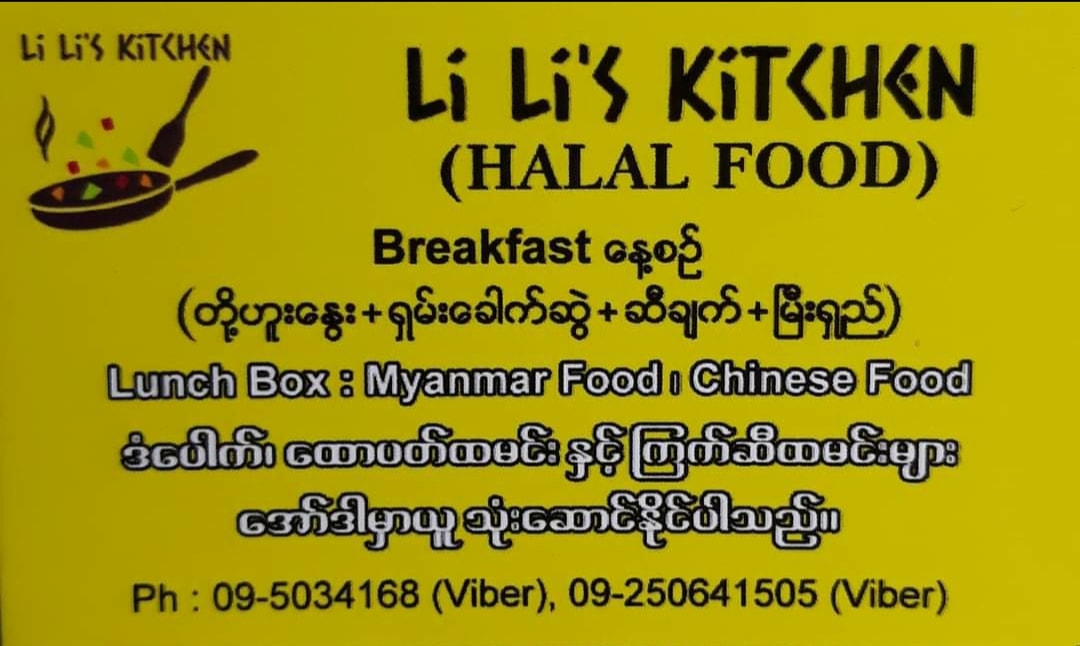 Li Li's KiTCHEN
Li Li's KiTCHEN
(HALAL FOOD)
Breakfast နေ့စဉ်
(တို့ဟူးနွေး+ရှမ်းခေါက်ဆွဲ+ဆီချက်+မြီးရှည်)
Lunch Box : Myanmar Food၊ Chinese Food
ဒံပေါက်၊ ထောပတ်ထမင်း နှင့် ကြက်ဆီထမင်းများ
အော်ဒါမှာယူ သုံးဆောင်နိုင်ပါသည်။
Ph : 09-5034168 (Viber), 09-250641505 (Viber)